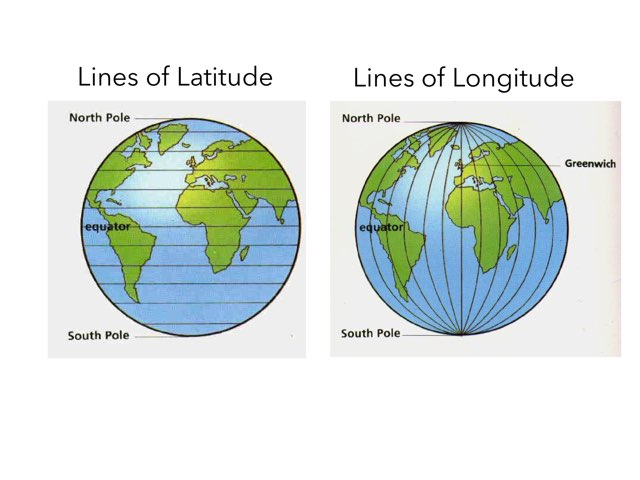 Lines of Latitude
North Pole
equator
South Pole
Lines of Longitude
North Pole
Greenwich
equator
South Pole